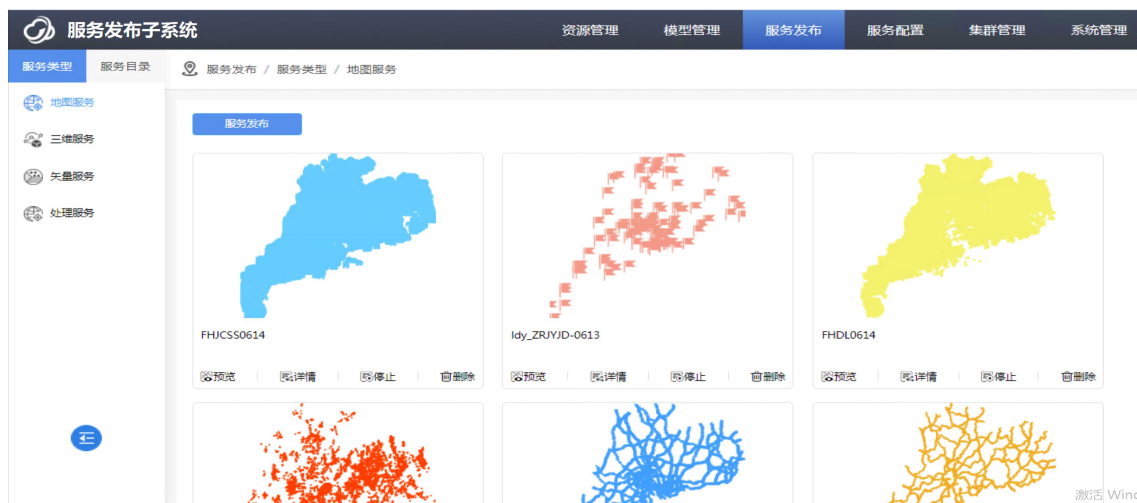 服务发布子系统
资源管理 模型管理 服务发布 服务配置 集群管理 系统管理
服务类型 服务目录
服务发布 / 服务类型 / 地图服务
地图服务
三维服务
矢量服务
处理服务
服务发布
FHJCSS0614
ldy_ZRJYJD-0613
FHDL0614
预览 详情 停止 删除 预览 详情 停止 删除 预览 详情 停止 删除
激活 Wind